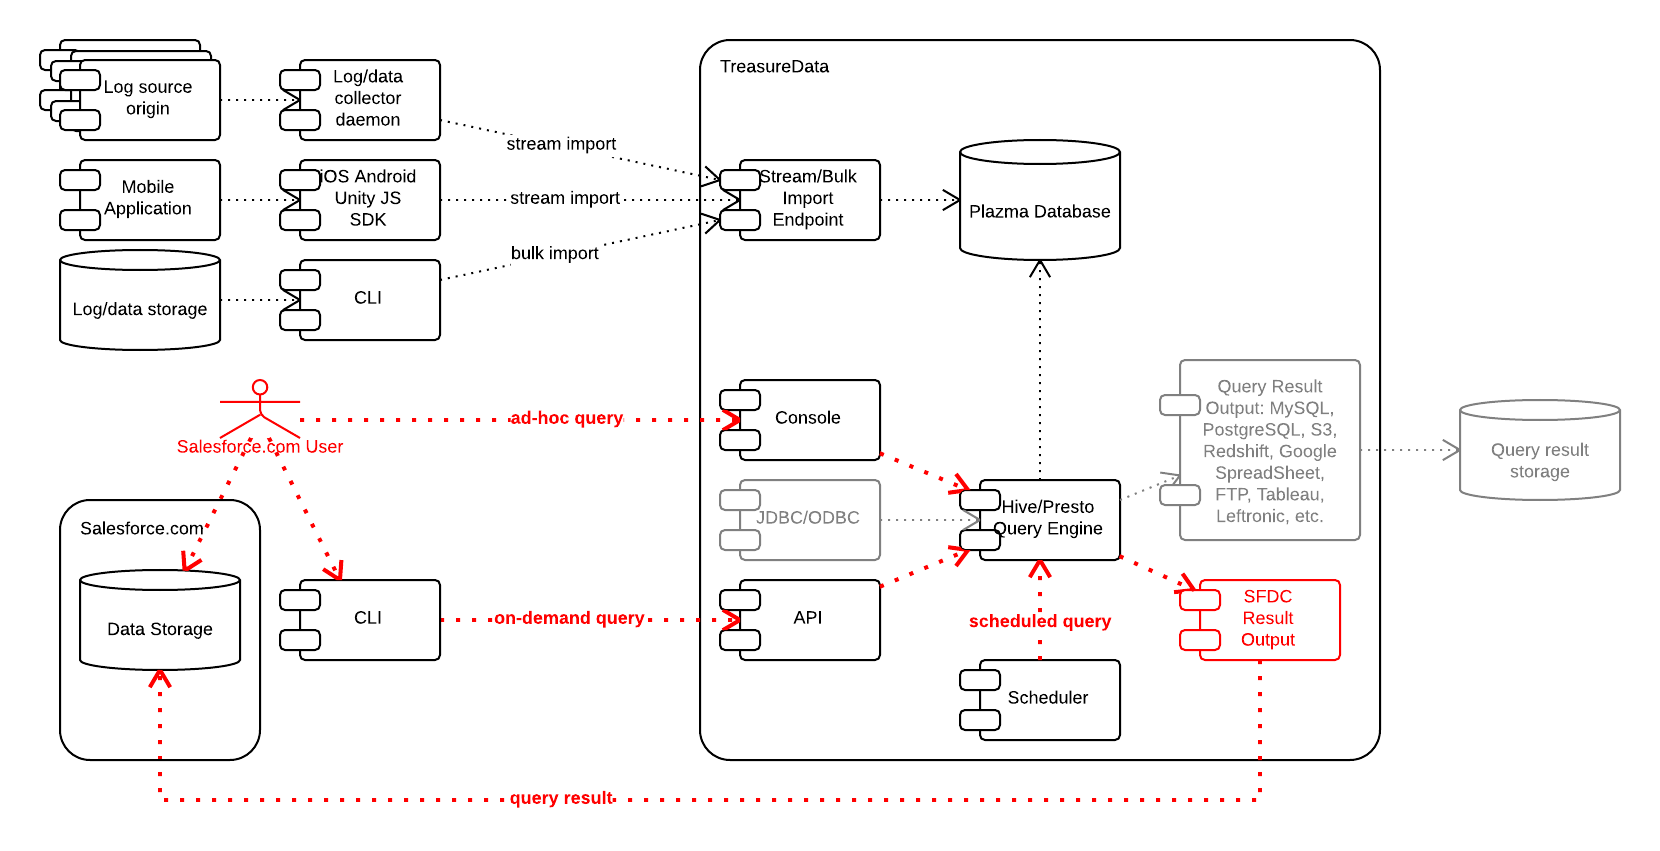 TreasureData
Log source
origin
Log/data
collector
daemon
stream import
Mobile
Application
iOS Android
Unity JS
SDK
stream import
Stream/Bulk
Import
Endpoint
Plazma Database
Log/data storage
CLI
bulk import
Salesforce.com User
ad-hoc query
Console
Query Result
Output: MySQL,
PostgreSQL, S3,
Redshift, Google
SpreadSheet,
FTP, Tableau,
Leftronic, etc.
Query result
storage
JDBC/ODBC
Hive/Presto
Query Engine
Salesforce.com
Data Storage
CLI
on-demand query
API
scheduled query
SFDC
Result
Output
Scheduler
query result